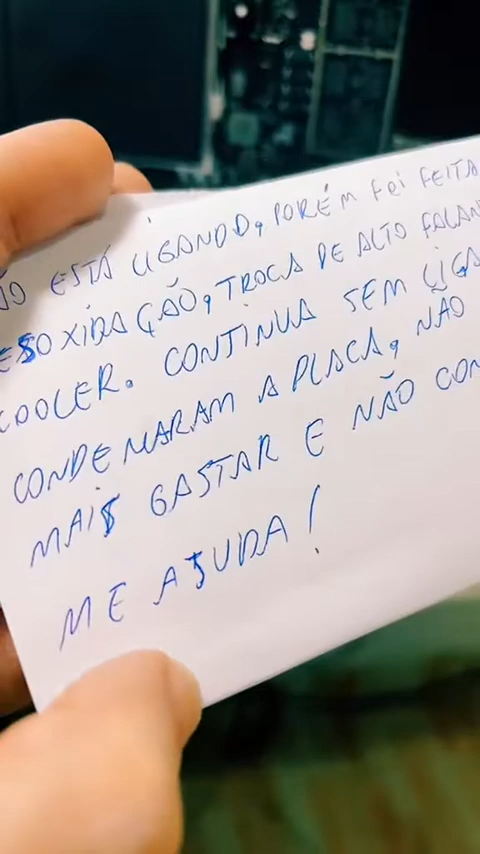 ÃO ESTÁ LIGANDO, PORÉM FOI FEITA
ESOXIDAÇÃO, TROCA DE ALTO FALAN
COOLER. CONTINUA SEM LIGA
CONDENARAM A PLACA, NÃO
MAIS GASTAR E NÃO CON
ME AJUDA!